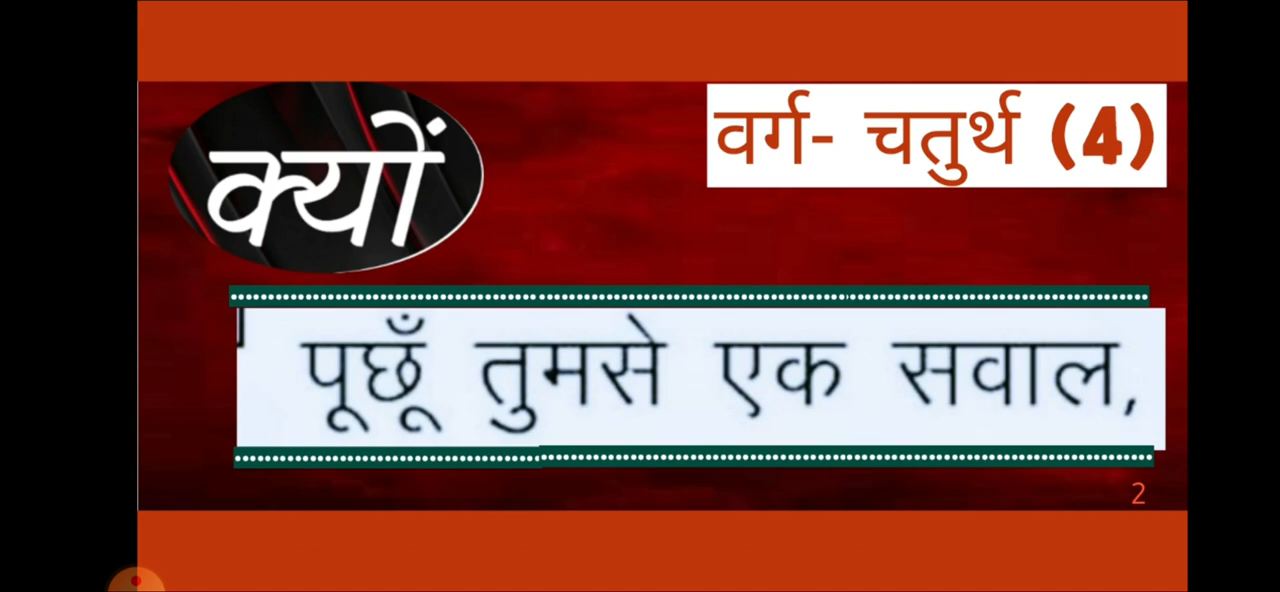 क्यों
वर्ग- चतुर्थ (4)
पूछूँ तुमसे एक सवाल,
2